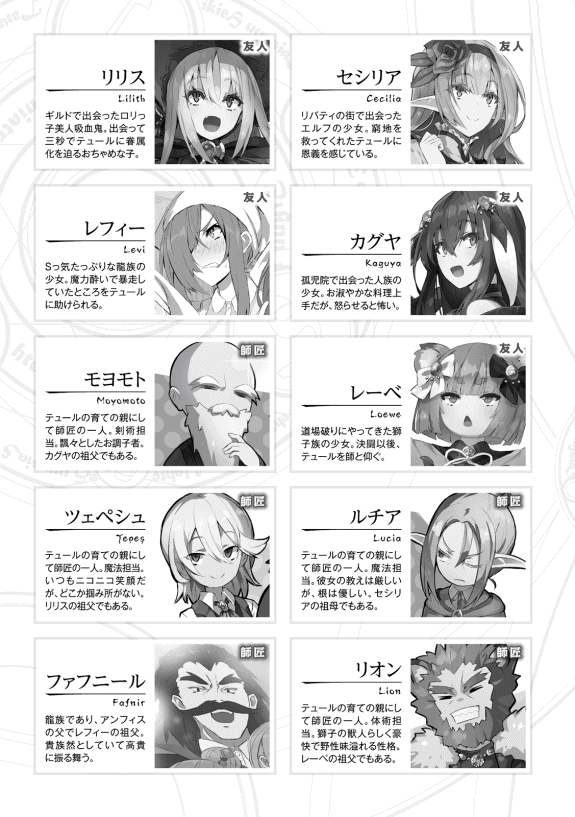 友人
リリス
Lilith
ギルドで出会ったロリっ
子美人吸血鬼。出会って
三秒でテュールに眷属
化を迫るおちゃめな子。
友人
セシリア
Cecilia
リバティの街で出会った
エルフの少女。窮地を
救ってくれたテュールに
恩義を感じている。
友人
レフィー
Levi
Sっ気たっぷりな龍族の
少女。魔力酔いで暴走し
ていたところをテュール
に助けられる。
友人
カグヤ
Kaguya
孤児院で出会った人族
の少女。お淑やかな料理上
手だが、怒らせると怖い。
師匠
モヨモト
Moyomoto
テュールの育ての親にし
て師匠の一人。剣術担
当。飄々としたお調子者。
カグヤの祖父でもある。
友人
レーベ
Loewe
道場破りにやってきた獅
子族の少女。決闘以後、
テュールを師と仰ぐ。
師匠
ツェペシュ
Tepeş
テュールの育ての親にし
て師匠の一人。魔法担当。
いつもニコニコ笑顔だ
が、どこか掴み所がない。
リリスの祖父でもある。
師匠
ルチア
Lucia
テュールの育ての親にし
て師匠の一人。魔法担
当。彼女の教えは厳しい
が、根は優しい。セシリ
アの祖母でもある。
師匠
ファフニール
Fafnir
龍族であり、アンフィス
の父でレフィーの祖父。
貴族然としていて高貴
に振る舞う。
師匠
リオン
Lion
テュールの育ての親にし
て師匠の一人。体術担
当。獅子の獣人らしく豪
快で野性味溢れる性格。
レーベの祖父でもある。